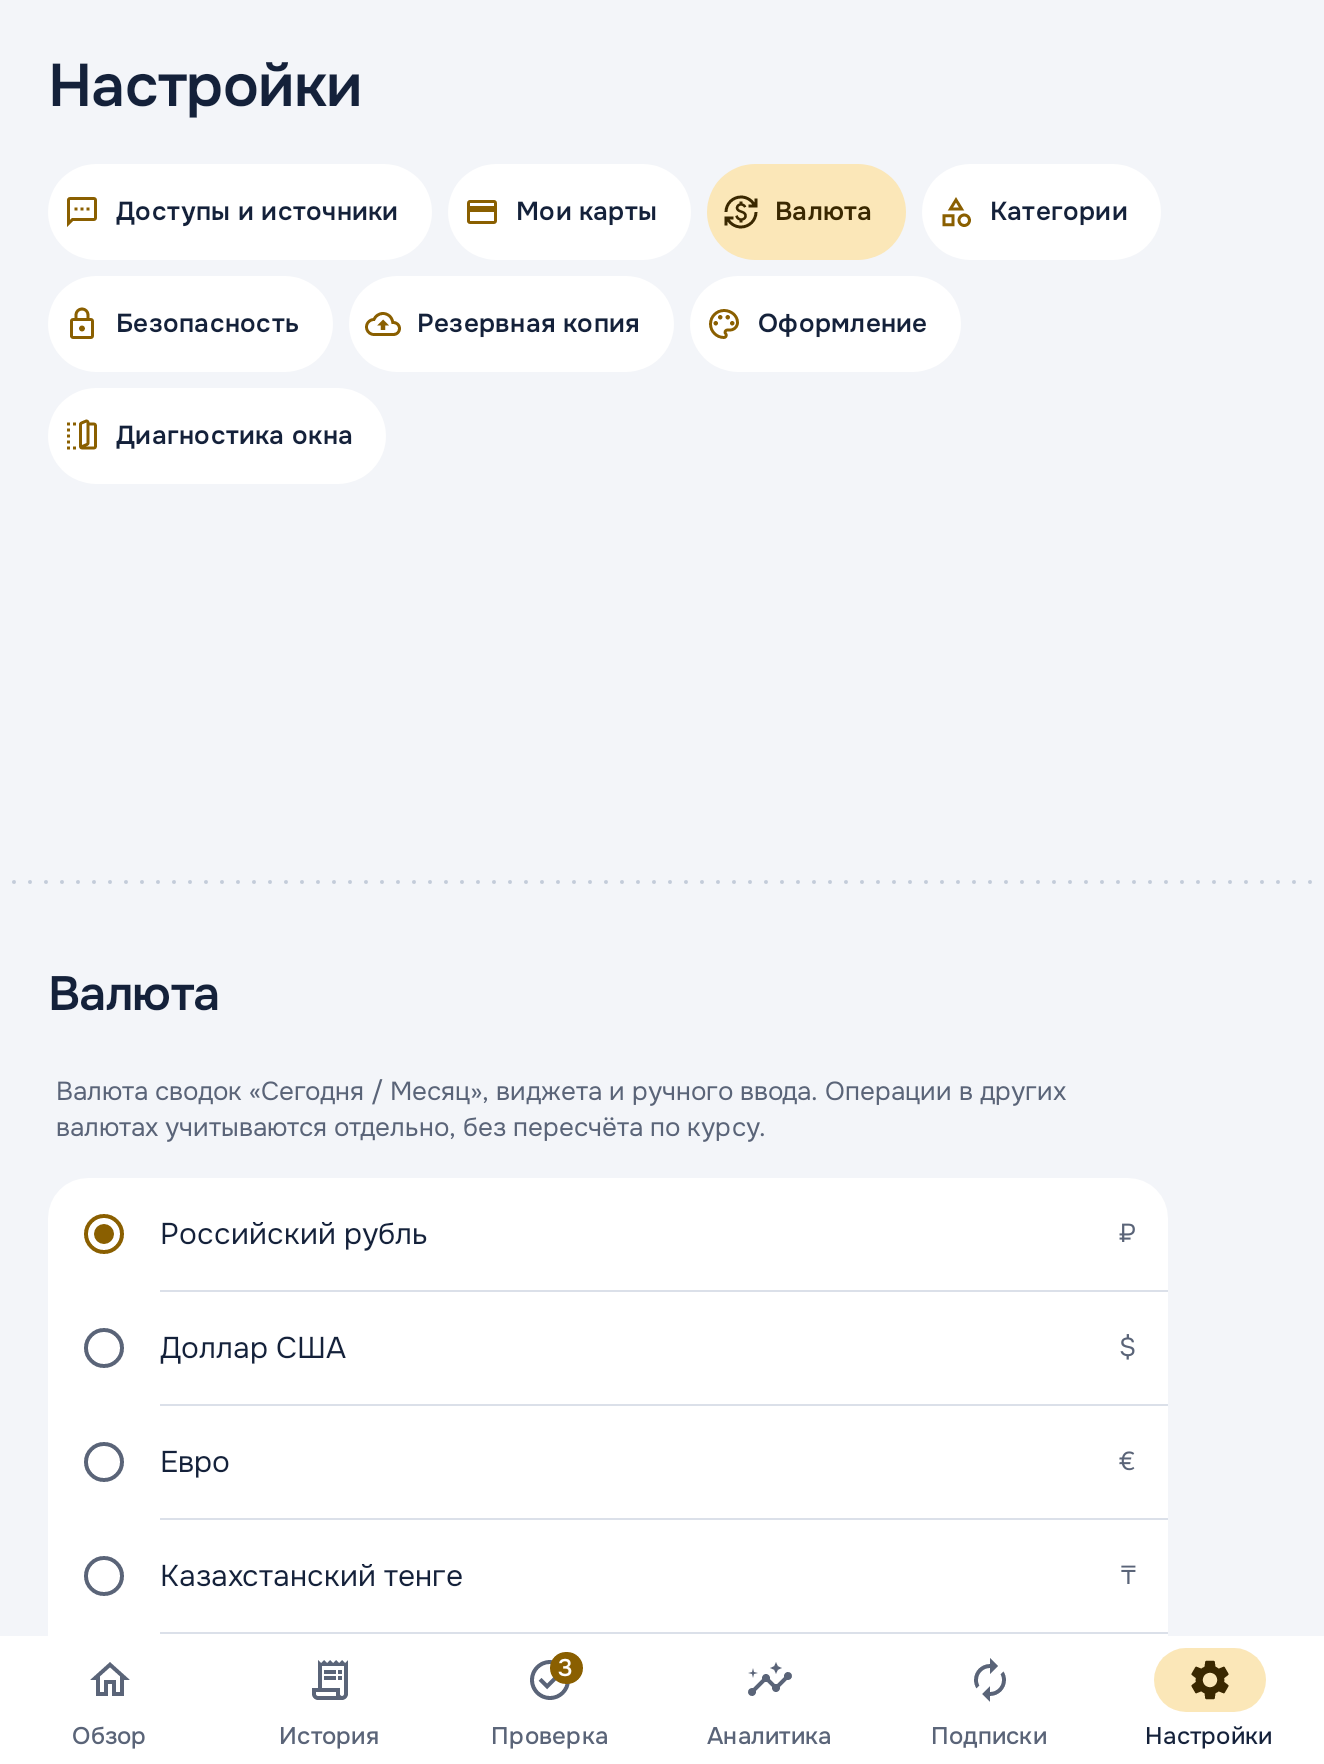 Настройки
Доступы и источники
Мои карты
Валюта
Категории
Безопасность
Резервная копия
Оформление
Диагностика окна
Валюта
Валюта сводок «Сегодня / Месяц», виджета и ручного ввода. Операции в других
валютах учитываются отдельно, без пересчёта по курсу.
Российский рубль ₽
Доллар США $
Евро €
Казахстанский тенге ₸
3
Обзор
История
Проверка
Аналитика
Подписки
Настройки